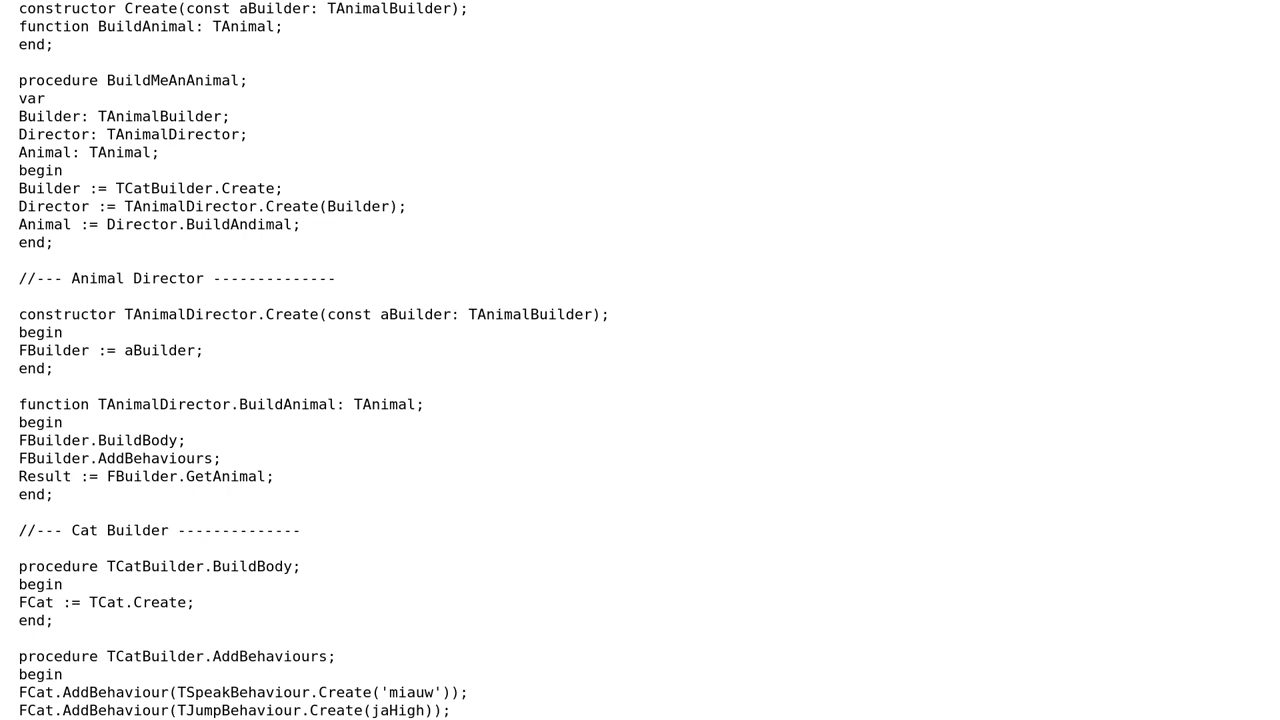 constructor Create(const aBuilder: TAnimalBuilder);
function BuildAnimal: TAnimal;
end;
procedure BuildMeAnAnimal;
var
Builder: TAnimalBuilder;
Director: TAnimalDirector;
Animal: TAnimal;
begin
Builder := TCatBuilder.Create;
Director := TAnimalDirector.Create(Builder);
Animal := Director.BuildAndimal;
end;
//--- Animal Director --------------
constructor TAnimalDirector.Create(const aBuilder: TAnimalBuilder);
begin
FBuilder := aBuilder;
end;
function TAnimalDirector.BuildAnimal: TAnimal;
begin
FBuilder.BuildBody;
FBuilder.AddBehaviours;
Result := FBuilder.GetAnimal;
end;
//--- Cat Builder --------------
procedure TCatBuilder.BuildBody;
begin
FCat := TCat.Create;
end;
procedure TCatBuilder.AddBehaviours;
begin
FCat.AddBehaviour(TSpeakBehaviour.Create('miauw'));
FCat.AddBehaviour(TJumpBehaviour.Create(jaHigh));